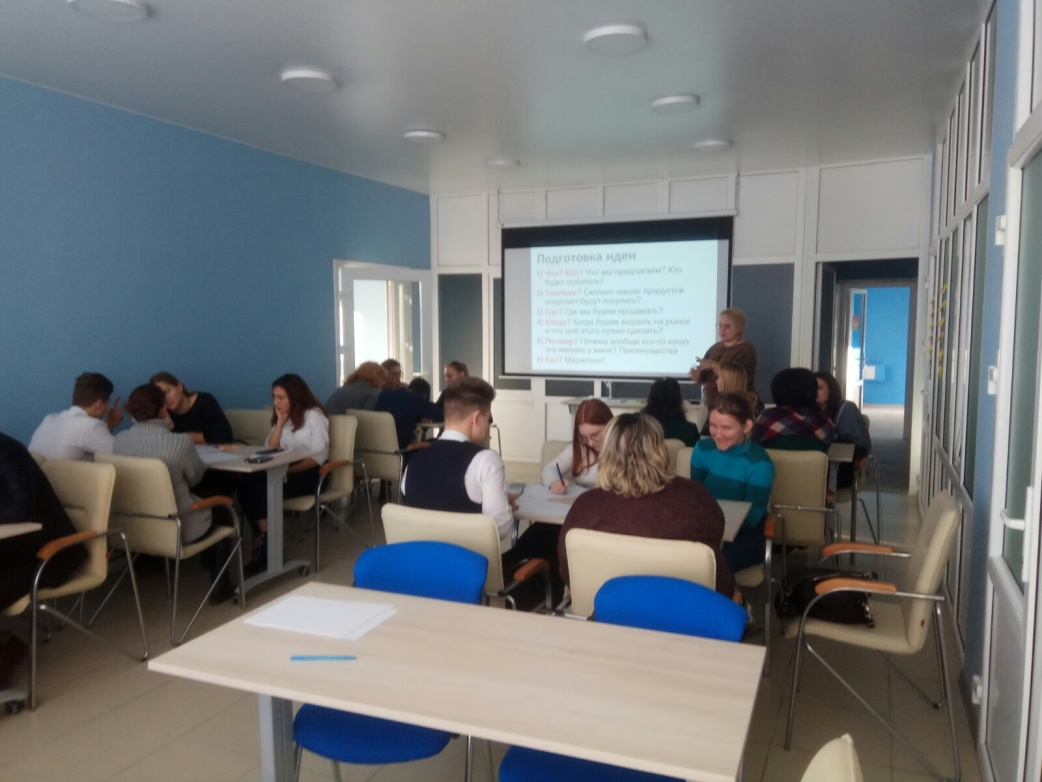 Подготовка идеи
1) Что? Кто? Что мы предлагаем? Кто
будет покупать?
2) Сколько? Сколько наших продуктов
покупают/будут покупать?
3) Где? Где мы будем продавать?
4) Когда? Когда будем входить на рынок
и что для этого нужно сделать?
5) Почему? Почему вообще кто-то купит
это именно у меня? Преимущества
6) Как? Маркетинг!